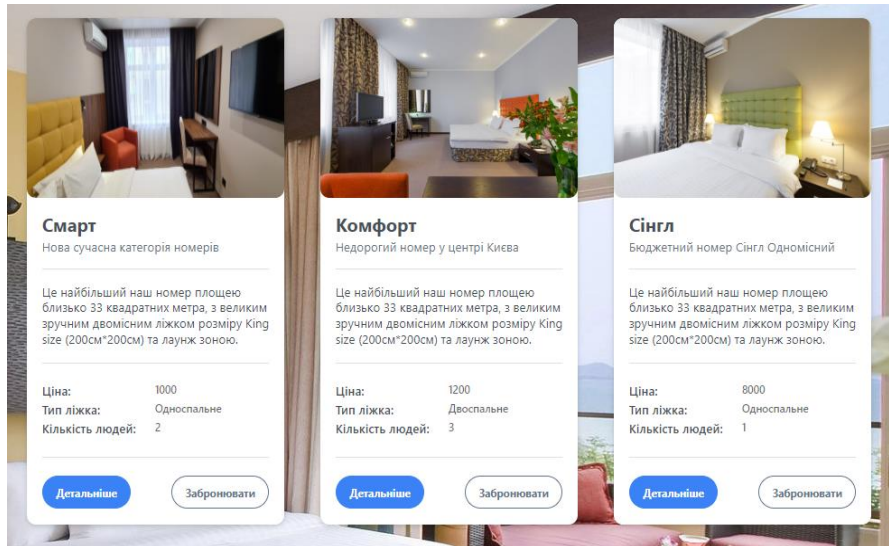 Смарт
Нова сучасна категорія номерів
Це найбільший наш номер площею
близько 33 квадратних метра, з великим
зручним двомісним ліжком розміру King
size (200см*200см) та лаунж зоною.
Ціна: 1000
Тип ліжка: Односпальне
Кількість людей: 2
Детальніше
Забронювати
Комфорт
Недорогий номер у центрі Києва
Це найбільший наш номер площею
близько 33 квадратних метра, з великим
зручним двомісним ліжком розміру King
size (200см*200см) та лаунж зоною.
Ціна: 1200
Тип ліжка: Двоспальне
Кількість людей: 3
Детальніше
Забронювати
Сінгл
Бюджетний номер Сінгл Одномісний
Це найбільший наш номер площею
близько 33 квадратних метра, з великим
зручним двомісним ліжком розміру King
size (200см*200см) та лаунж зоною.
Ціна: 8000
Тип ліжка: Односпальне
Кількість людей: 1
Детальніше
Забронювати